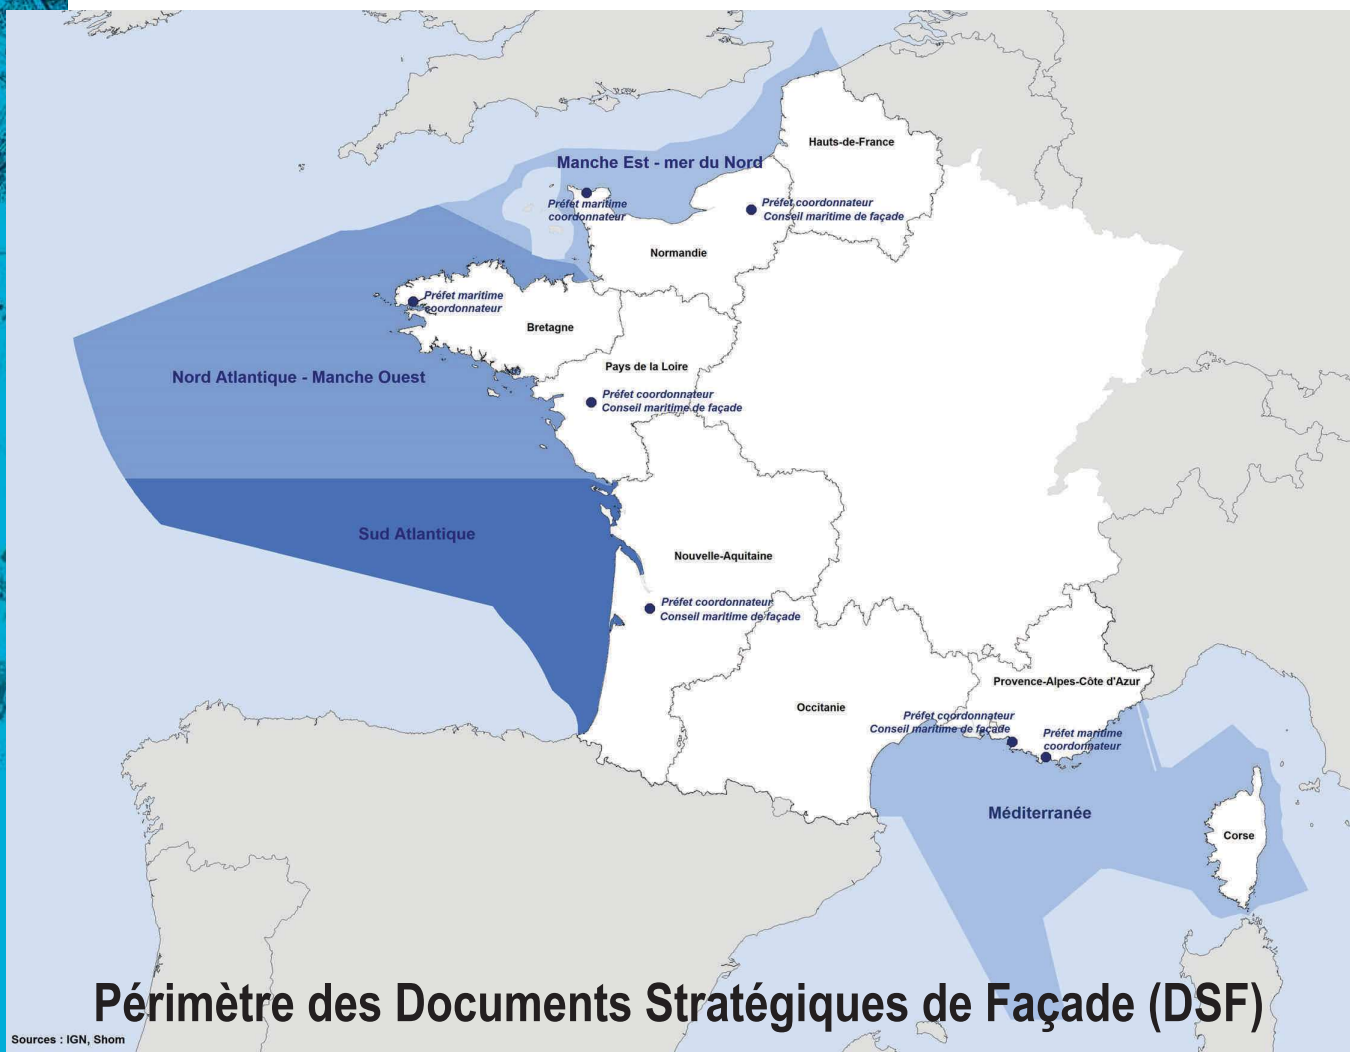 Hauts-de-France
Manche Est - mer du Nord
Préfet maritime
coordonnateur
Préfet coordonnateur
Conseil maritime de façade
Normandie
Préfet maritime
coordonnateur
Bretagne
Pays de la Loire
Nord Atlantique - Manche Ouest
Préfet coordonnateur
Conseil maritime de façade
Sud Atlantique
Nouvelle-Aquitaine
Préfet coordonnateur
Conseil maritime de façade
Provence-Alpes-Côte d'Azur
Occitanie
Préfet coordonnateur
Conseil maritime de façade
Préfet maritime
coordonnateur
Méditerranée
Corse
Périmètre des Documents Stratégiques de Façade (DSF)
Sources : IGN, Shom